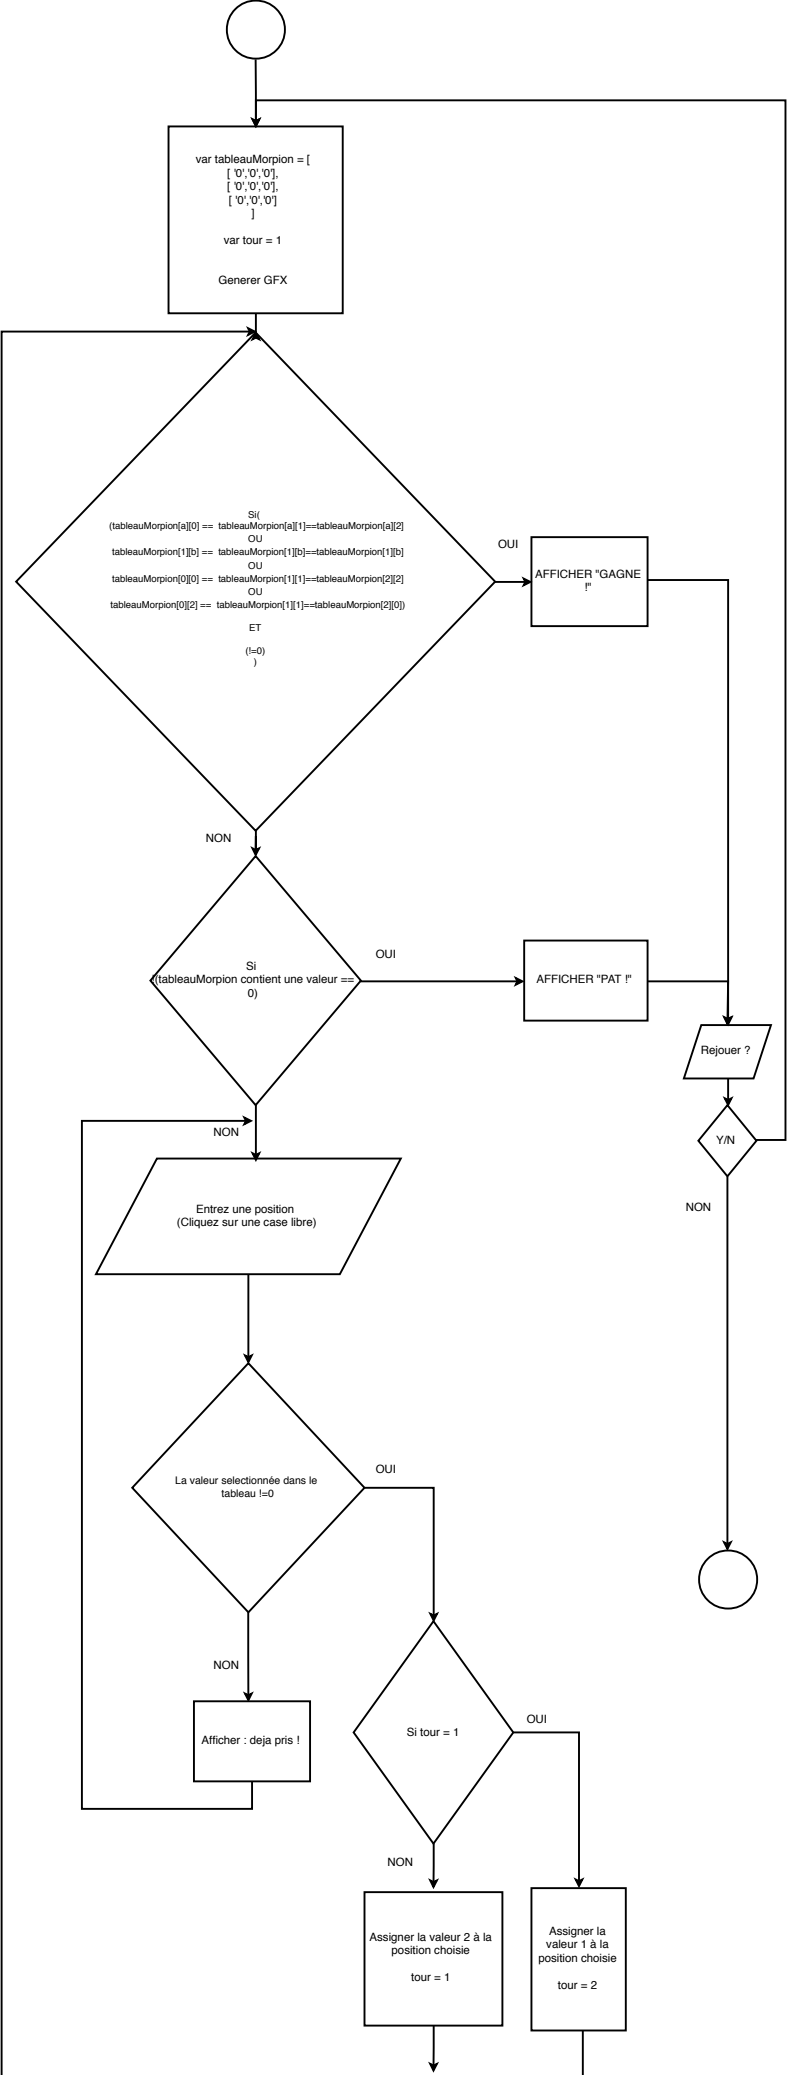 var tableauMorpion = [
[ '0','0','0'],
[ '0','0','0'],
[ '0','0','0']
]
var tour = 1
Generer GFX
Si(
(tableauMorpion[a][0] == tableauMorpion[a][1]==tableauMorpion[a][2]
OU
tableauMorpion[1][b] == tableauMorpion[1][b]==tableauMorpion[1][b]
OU
tableauMorpion[0][0] == tableauMorpion[1][1]==tableauMorpion[2][2]
OU
tableauMorpion[0][2] == tableauMorpion[1][1]==tableauMorpion[2][0])
ET
(!=0)
)
OUI
AFFICHER "GAGNE
!"
NON
Si
((tableauMorpion contient une valeur ==
0)
OUI
AFFICHER "PAT !"
Rejouer ?
Y/N
NON
NON
Entrez une position
(Cliquez sur une case libre)
La valeur selectionnée dans le
tableau !=0
OUI
NON
Afficher : deja pris !
Si tour = 1
OUI
NON
Assigner la valeur 2 à la
position choisie
tour = 1
Assigner la
valeur 1 à la
position choisie
tour = 2